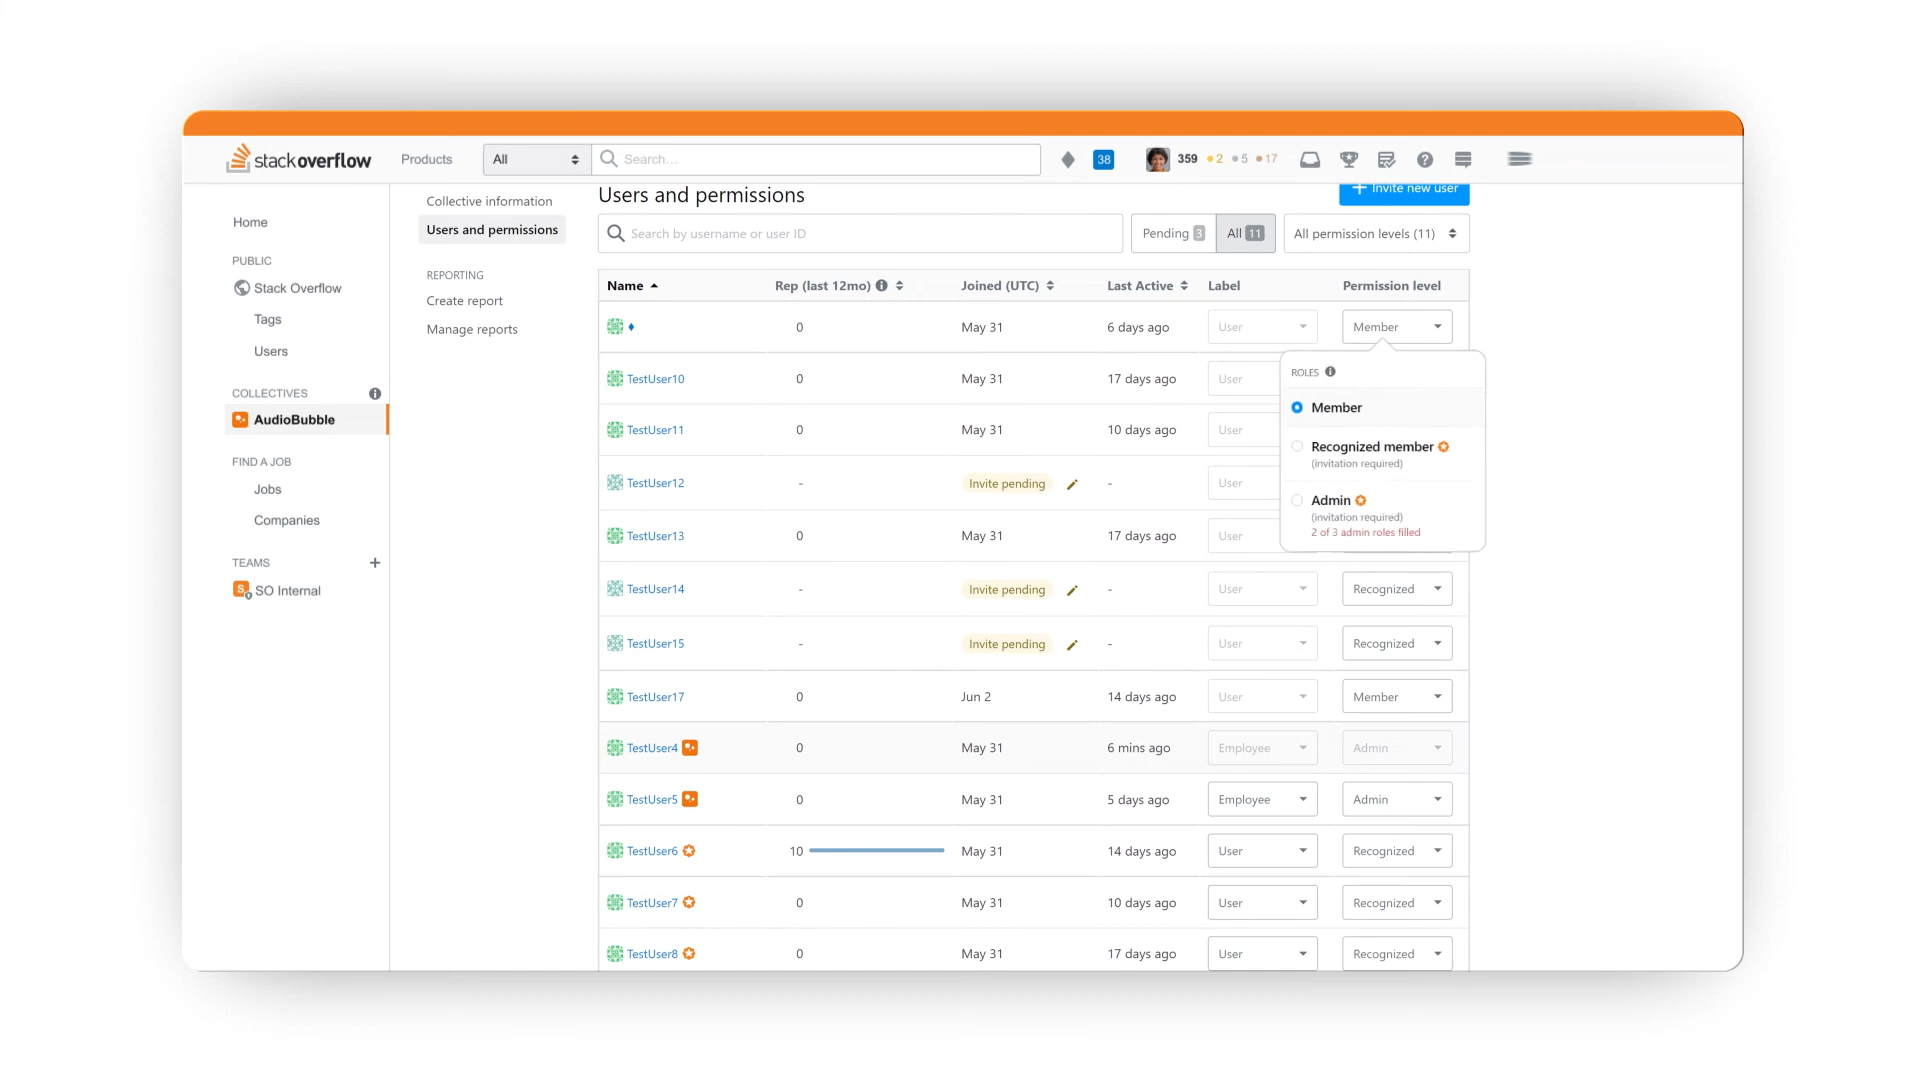 stackoverflow Products All Search... 38 359 2 5 17
Users and permissions
Invite new user
Home
PUBLIC
Stack Overflow
Tags
Users
COLLECTIVES
AudioBubble
FIND A JOB
Jobs
Companies
TEAMS
SO Internal
Collective information
Users and permissions
REPORTING
Create report
Manage reports
Search by username or user ID Pending 3 All 11 All permission levels (11)
Name Rep (last 12mo) Joined (UTC) Last Active Label Permission level
0 May 31 6 days ago User Member
TestUser10 0 May 31 17 days ago User
TestUser11 0 May 31 10 days ago User
TestUser12 - Invite pending - User
TestUser13 0 May 31 17 days ago User
ROLES
Member
Recognized member
(invitation required)
Admin
(invitation required)
2 of 3 admin roles filled
TestUser14 - Invite pending - User Recognized
TestUser15 - Invite pending - User Recognized
TestUser17 0 Jun 2 14 days ago User Member
TestUser4 0 May 31 6 mins ago Employee Admin
TestUser5 0 May 31 5 days ago Employee Admin
TestUser6 10 May 31 14 days ago User Recognized
TestUser7 0 May 31 10 days ago User Recognized
TestUser8 0 May 31 17 days ago User Recognized